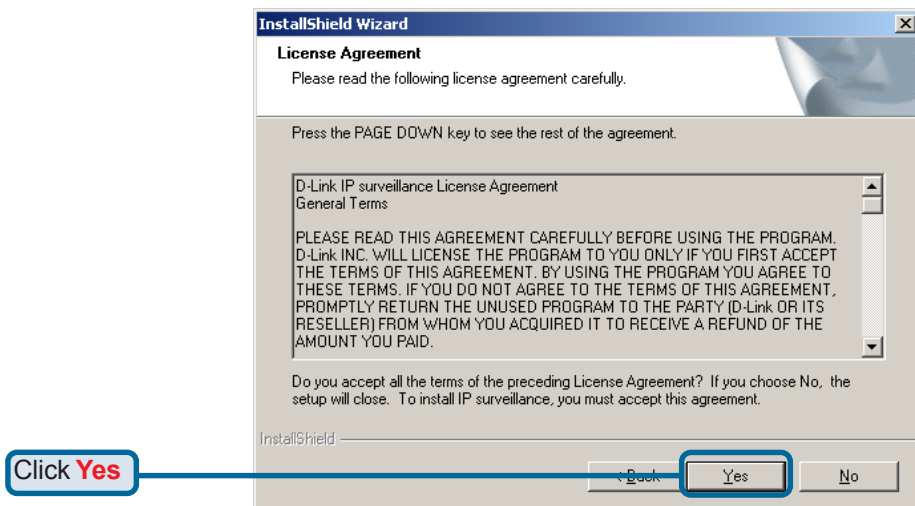 InstallShield Wizard
License Agreement
Please read the following license agreement carefully.
Press the PAGE DOWN key to see the rest of the agreement.
D-Link IP surveillance License Agreement
General Terms
PLEASE READ THIS AGREEMENT CAREFULLY BEFORE USING THE PROGRAM.
D-Link INC. WILL LICENSE THE PROGRAM TO YOU ONLY IF YOU FIRST ACCEPT
THE TERMS OF THIS AGREEMENT. BY USING THE PROGRAM YOU AGREE TO
THESE TERMS. IF YOU DO NOT AGREE TO THE TERMS OF THIS AGREEMENT,
PROMPTLY RETURN THE UNUSED PROGRAM TO THE PARTY (D-Link OR ITS
RESELLER) FROM WHOM YOU ACQUIRED IT TO RECEIVE A REFUND OF THE
AMOUNT YOU PAID.
Do you accept all the terms of the preceding License Agreement? If you choose No, the
setup will close. To install IP surveillance, you must accept this agreement.
InstallShield
Click Yes
< Back Yes No